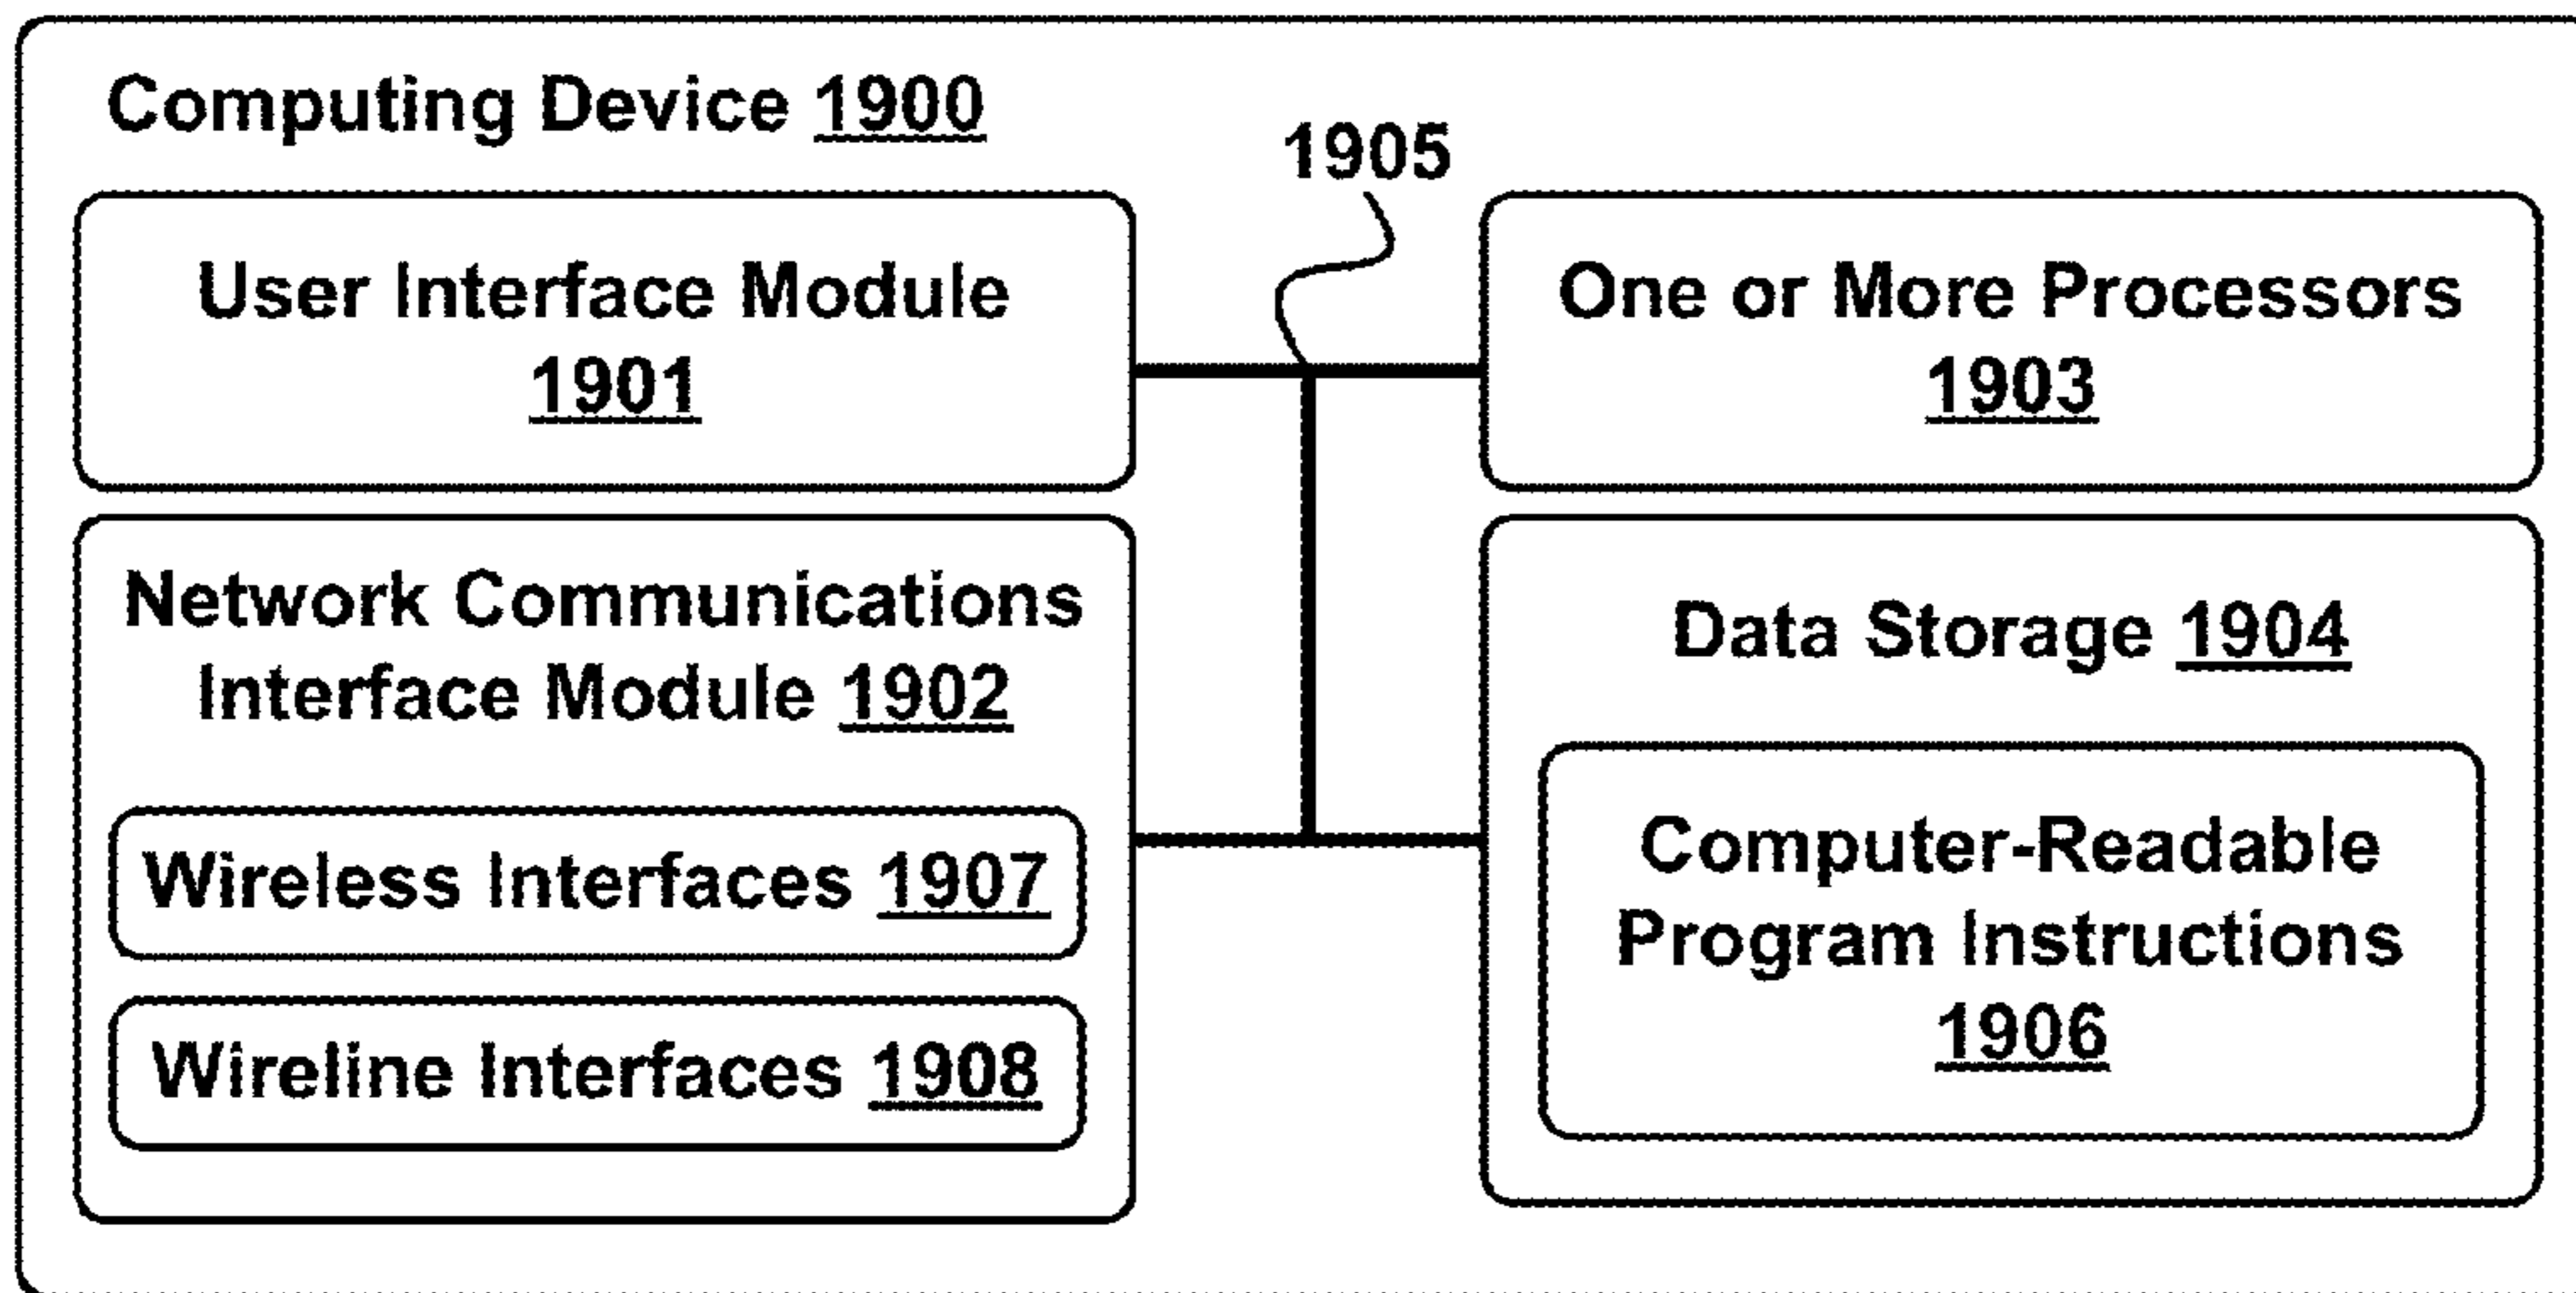 Computing Device 1900
1905
User Interface Module
1901
One or More Processors
1903
Network Communications
Interface Module 1902
Wireless Interfaces 1907
Wireline Interfaces 1908
Data Storage 1904
Computer-Readable
Program Instructions
1906